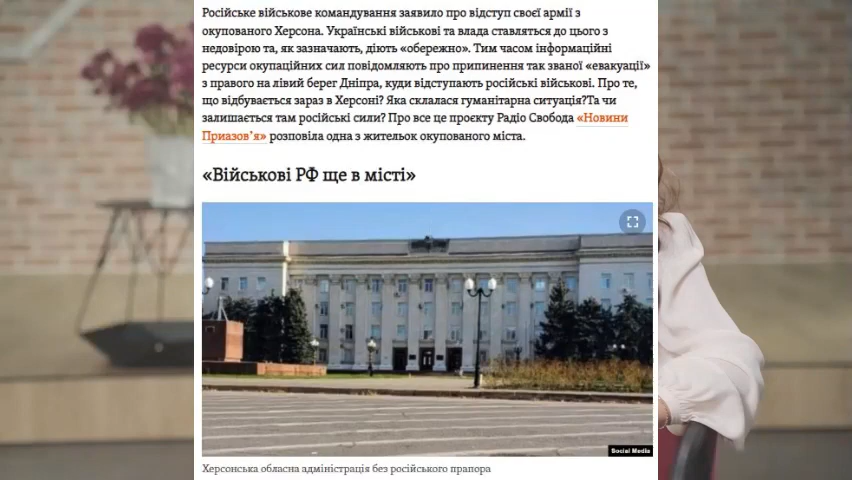 Російське військове командування заявило про відступ своєї армії з
окупованого Херсона. Українські військові та влада ставляться до цього з
недовірою та, як зазначають, діють «обережно». Тим часом інформаційні
ресурси окупаційних сил повідомляють про припинення так званої «евакуації»
з правого на лівий берег Дніпра, куди відступають російські військові. Про те,
що відбувається зараз в Херсоні? Яка склалася гуманітарна ситуація?Та чи
залишається там російські сили? Про все це проєкту Радіо Свобода «Новини
Приазов’я» розповіла одна з жительок окупованого міста.
«Військові РФ ще в місті»
Social Media
Херсонська обласна адміністрація без російського прапора